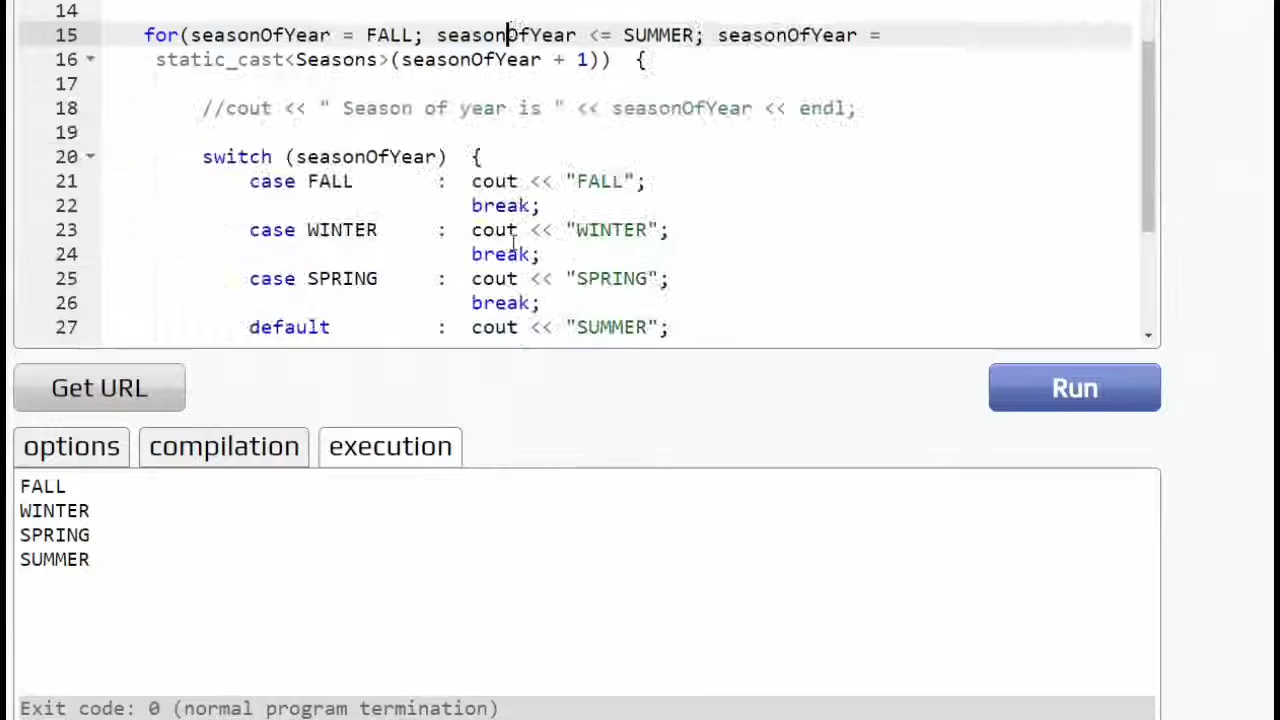 14
15 for(seasonOfYear = FALL; seasonOfYear <= SUMMER; seasonOfYear =
16 static_cast<Seasons>(seasonOfYear + 1)) {
17
18 //cout << " Season of year is " << seasonOfYear << endl;
19
20 switch (seasonOfYear) {
21 case FALL : cout << "FALL";
22 break;
23 case WINTER : cout << "WINTER";
24 break;
25 case SPRING : cout << "SPRING";
26 break;
27 default : cout << "SUMMER";
Get URL Run
options compilation execution
FALL
WINTER
SPRING
SUMMER
Exit code: 0 (normal program termination)